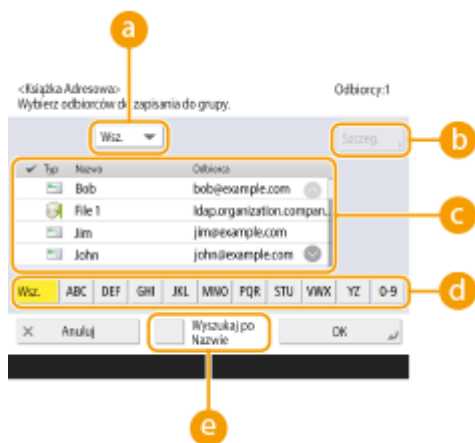 a
<Książka Adresowa> Odbiorcy:1
Wybierz odbiorców do zapisania do grupy.
Wsz. Szczeg. b
Typ Nazwa Odbiorca
Bob bob@example.com
File 1 ldap.organization.compan... c
Jim jim@example.com
John john@example.com
Wsz. ABC DEF GHI JKL MNO PQR STU VWX YZ 0-9 d
Anuluj Wyszukaj po OK
Nazwie
e